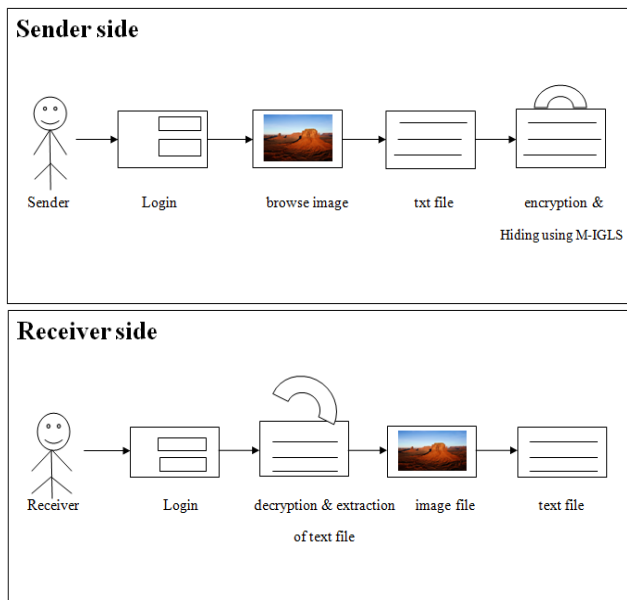 Sender side
Sender
Login
browse image
txt file
encryption &
Hiding using M-IGLS
Receiver side
Receiver
Login
decryption & extraction
of text file
image file
text file